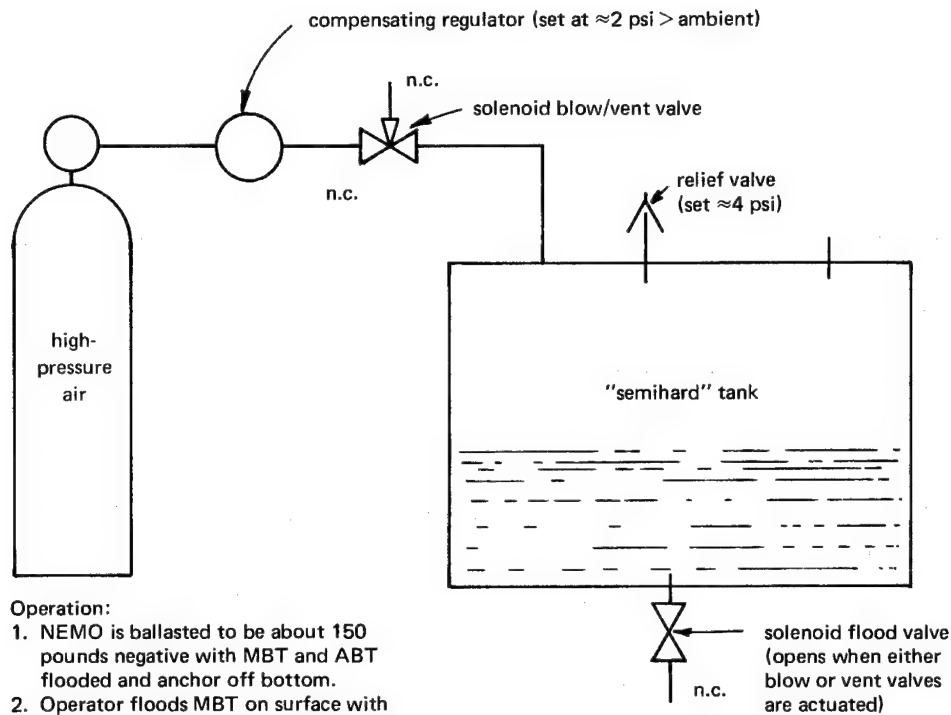 compensating regulator (set at ≈2 psi > ambient)
n.c.
solenoid blow/vent valve
n.c.
relief valve
(set ≈4 psi)
high-
pressure
air
"semihard" tank
Operation:
1. NEMO is ballasted to be about 150
pounds negative with MBT and ABT
flooded and anchor off bottom.
2. Operator floods MBT on surface with
solenoid flood valve
(opens when either
blow or vent valves
are actuated)
n.c.